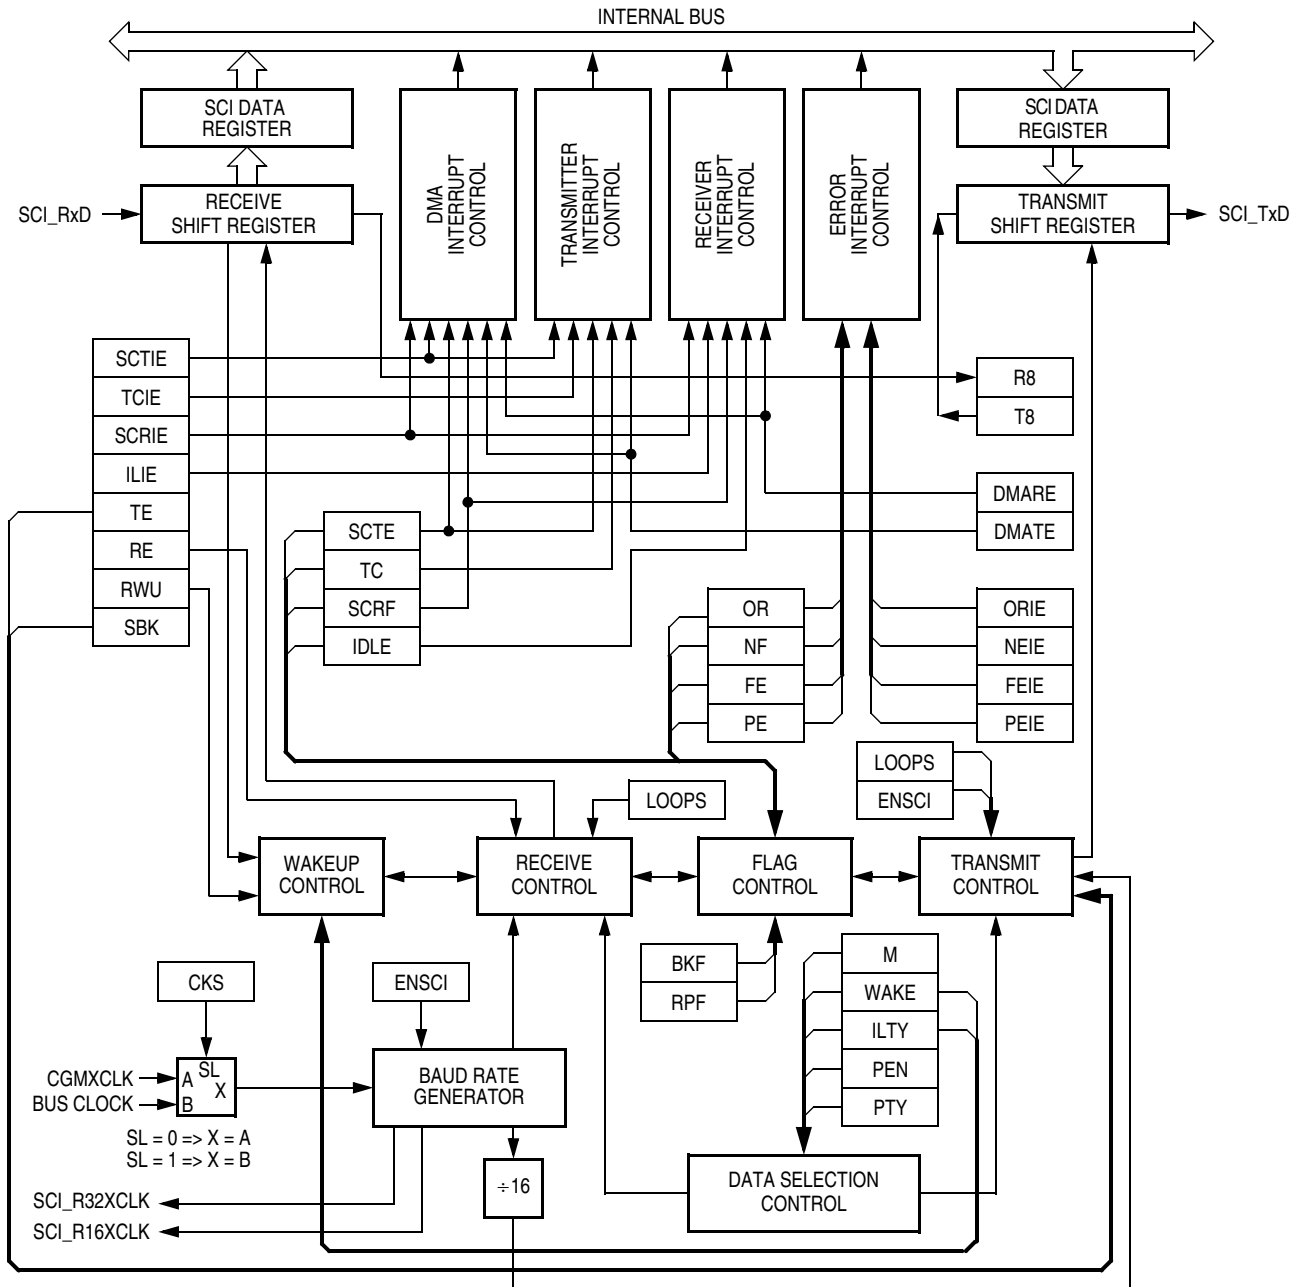 INTERNAL BUS
SCI DATA
REGISTER
DMA
INTERRUPT
CONTROL
TRANSMITTER
INTERRUPT
CONTROL
RECEIVER
INTERRUPT
CONTROL
ERROR
INTERRUPT
CONTROL
SCI DATA
REGISTER
SCI_RxD
RECEIVE
SHIFT REGISTER
TRANSMIT
SHIFT REGISTER
SCI_TxD
SCTIE
TCIE
SCRIE
ILIE
TE
RE
RWU
SBK
R8
T8
DMARE
DMATE
SCTE
TC
SCRF
IDLE
OR
NF
FE
PE
ORIE
NEIE
FEIE
PEIE
LOOPS
ENSCI
LOOPS
WAKEUP
CONTROL
RECEIVE
CONTROL
FLAG
CONTROL
TRANSMIT
CONTROL
BKF
RPF
M
WAKE
ILTY
PEN
PTY
CKS
ENSCI
CGMXCLK
BUS CLOCK
SL
A
X
B
SL = 0 => X = A
SL = 1 => X = B
BAUD RATE
GENERATOR
÷16
DATA SELECTION
CONTROL
SCI_R32XCLK
SCI_R16XCLK